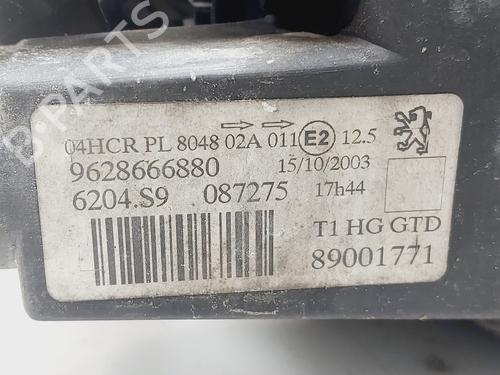 04HCR PL 8048 02A 011 E2 12.5
9628666880 15/10/2003
6204.S9 087275 17h44
T1 HG GTD
89001771
B-PARTS